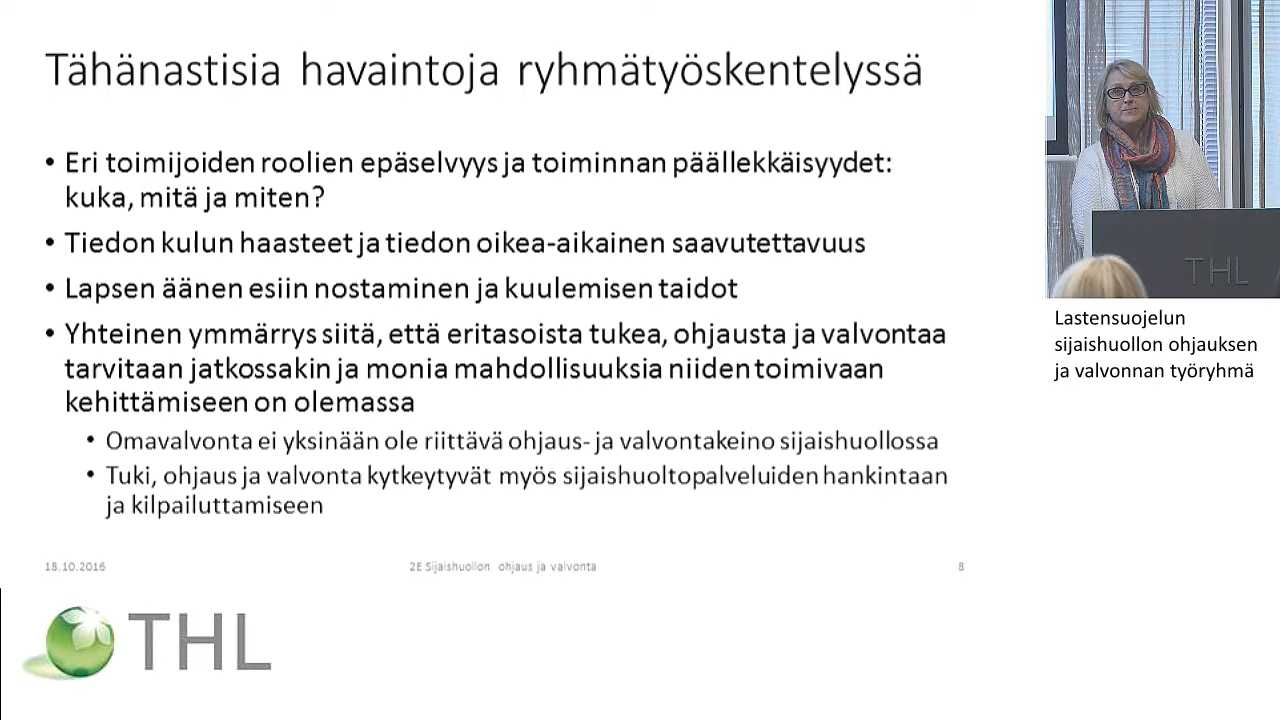 Tähänastisia havaintoja ryhmätyöskentelyssä
• Eri toimijoiden roolien epäselvyys ja toiminnan päällekkäisyydet:
kuka, mitä ja miten?
• Tiedon kulun haasteet ja tiedon oikea-aikainen saavutettavuus
• Lapsen äänen esiin nostaminen ja kuulemisen taidot
• Yhteinen ymmärrys siitä, että eritasoista tukea, ohjausta ja valvontaa
tarvitaan jatkossakin ja monia mahdollisuuksia niiden toimivaan
kehittämiseen on olemassa
• Omavalvonta ei yksinään ole riittävä ohjaus- ja valvontakeino sijaishuollossa
• Tuki, ohjaus ja valvonta kytkeytyvät myös sijaishuoltopalveluiden hankintaan
ja kilpailuttamiseen
18.10.2016
2E Sijaishuollon ohjaus ja valvonta
8
THL
THL
Lastensuojelun
sijaishuollon ohjauksen
ja valvonnan työryhmä